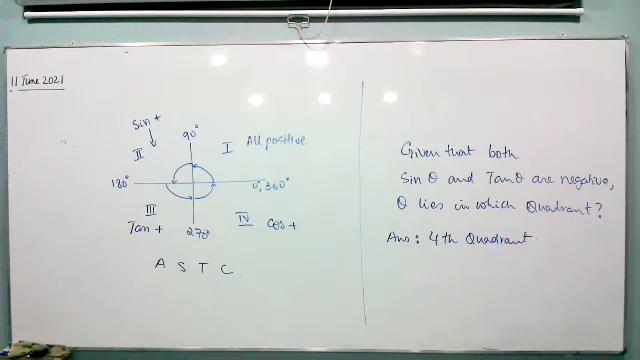 11 June 2021
Sin +
90°
II
I All positive
180°
0°, 360°
III
Tan +
270°
IV Cos +
A S T C
Given that both
Sin θ and Tanθ are negative,
θ lies in which Quadrant?
Ans: 4th Quadrant.